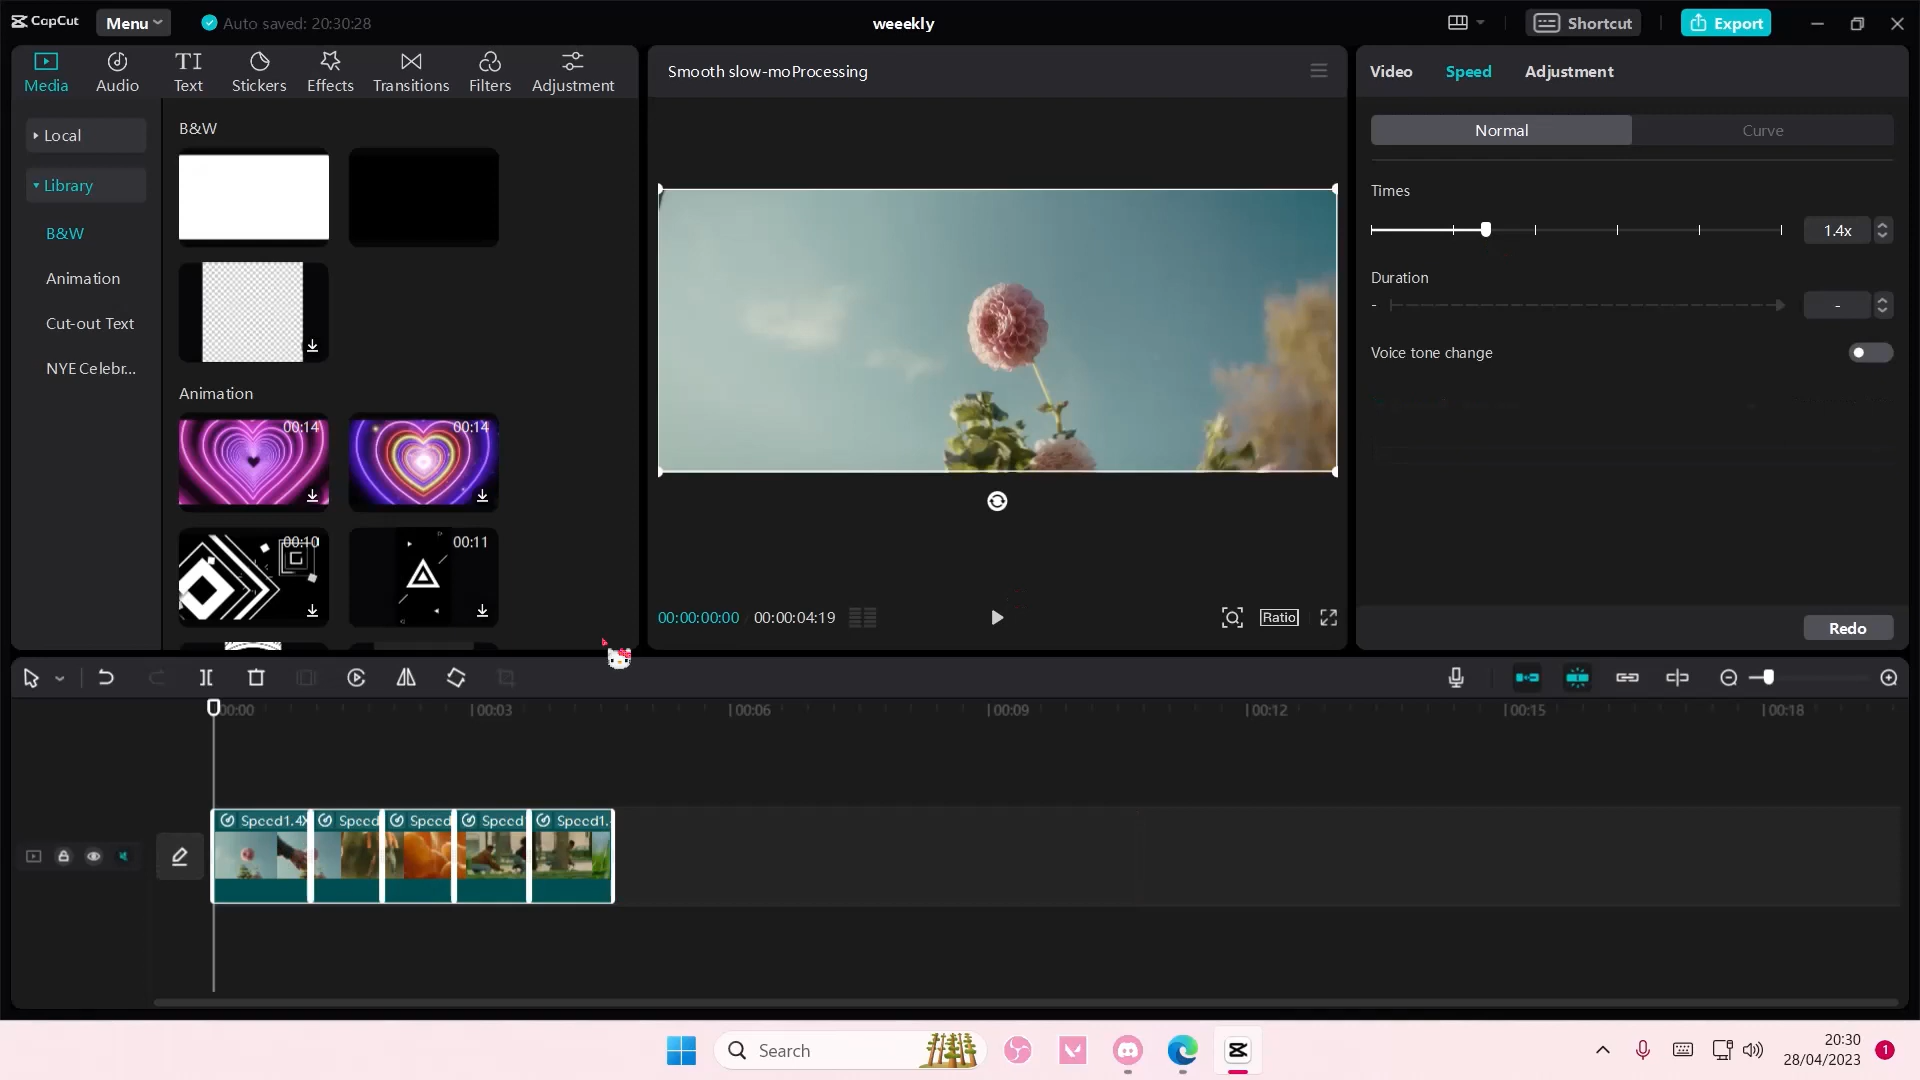 CapCut
Menu
Auto saved: 20:30:28
weeekly
Shortcut
Export
Media
Audio
Text
Stickers
Effects
Transitions
Filters
Adjustment
Local
Library
B&W
Animation
Cut-out Text
NYE Celebr...
B&W
Animation
00:14
00:14
00:10
00:11
Smooth slow-moProcessing
00:00:00:00
00:00:04:19
Ratio
Video
Speed
Adjustment
Normal
Curve
Times
1.4x
Duration
-
-
Voice tone change
Redo
00:00
00:03
00:06
00:09
00:12
00:15
00:18
Speed1.4X
Speed
Speed
Speed
Speed1.
Search
20:30
28/04/2023
1